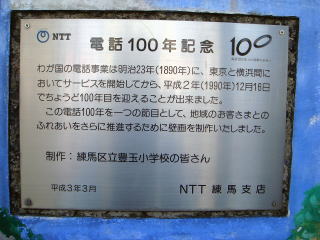 NTT
電話100年記念
100
わが国の電話事業は明治23年(1890年)に、東京と横浜間に
おいてサービスを開始してから、平成2年(1990年)12月16日
でちょうど100年目を迎えることが出来ました。
この電話100年を一つの節目として、地域のお客さまとの
ふれあいをさらに推進するために壁画を制作いたしました。
制作：練馬区立豊玉小学校の皆さん
平成3年3月
NTT 練馬支店